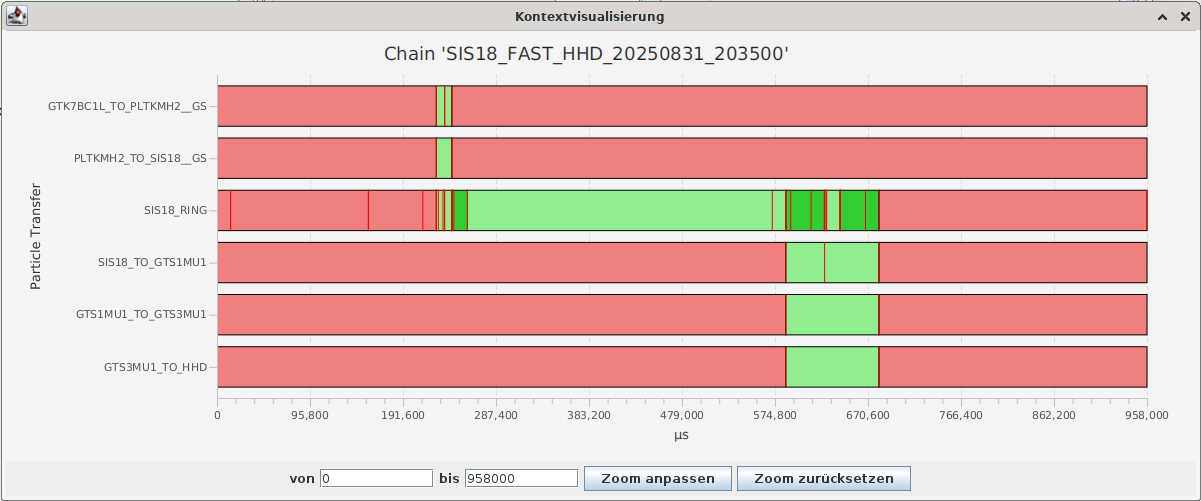 Kontextvisualisierung
Chain 'SIS18_FAST_HHD_20250831_203500'
Particle Transfer
GTK7BC1L_TO_PLTKMH2__GS
PLTKMH2_TO_SIS18__GS
SIS18_RING
SIS18_TO_GTS1MU1
GTS1MU1_TO_GTS3MU1
GTS3MU1_TO_HHD
0 95,800 191,600 287,400 383,200 479,000 574,800 670,600 766,400 862,200 958,000
µs
von 0 bis 958000 Zoom anpassen Zoom zurücksetzen